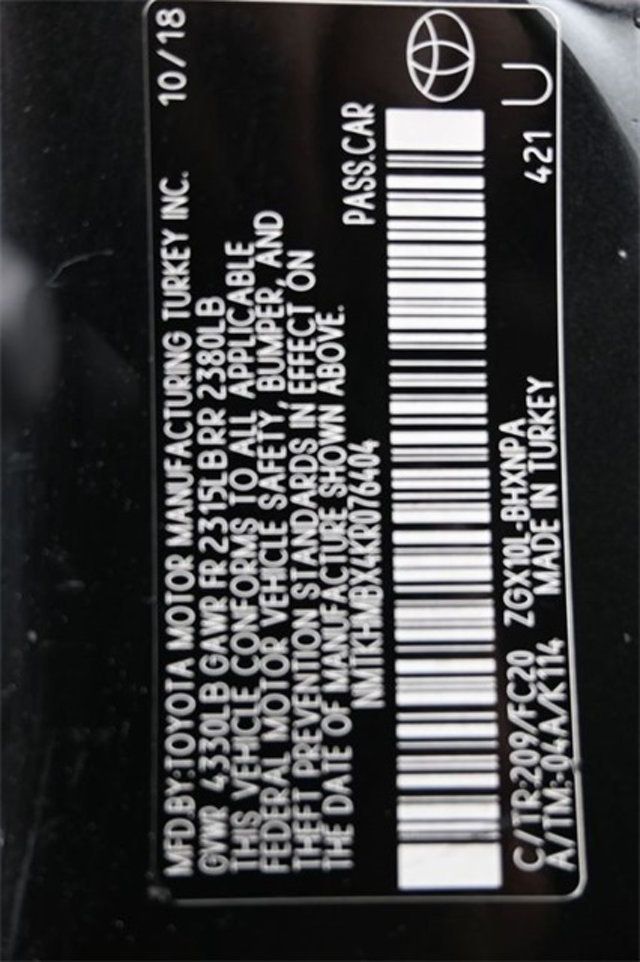 MFD.BY:TOYOTA MOTOR MANUFACTURING TURKEY INC. 10/18
GVWR 4330LB GAWR FR 2315LB RR 2380LB
THIS VEHICLE CONFORMS TO ALL APPLICABLE
FEDERAL MOTOR VEHICLE SAFETY, BUMPER, AND
THEFT PREVENTION STANDARDS IN EFFECT ON
THE DATE OF MANUFACTURE SHOWN ABOVE.
NMTKHMBX4KR076404 PASS.CAR
C/TR:209/FC20 ZGX10L-BHXNPA 421 U
A/TM:-04A/K114 MADE IN TURKEY